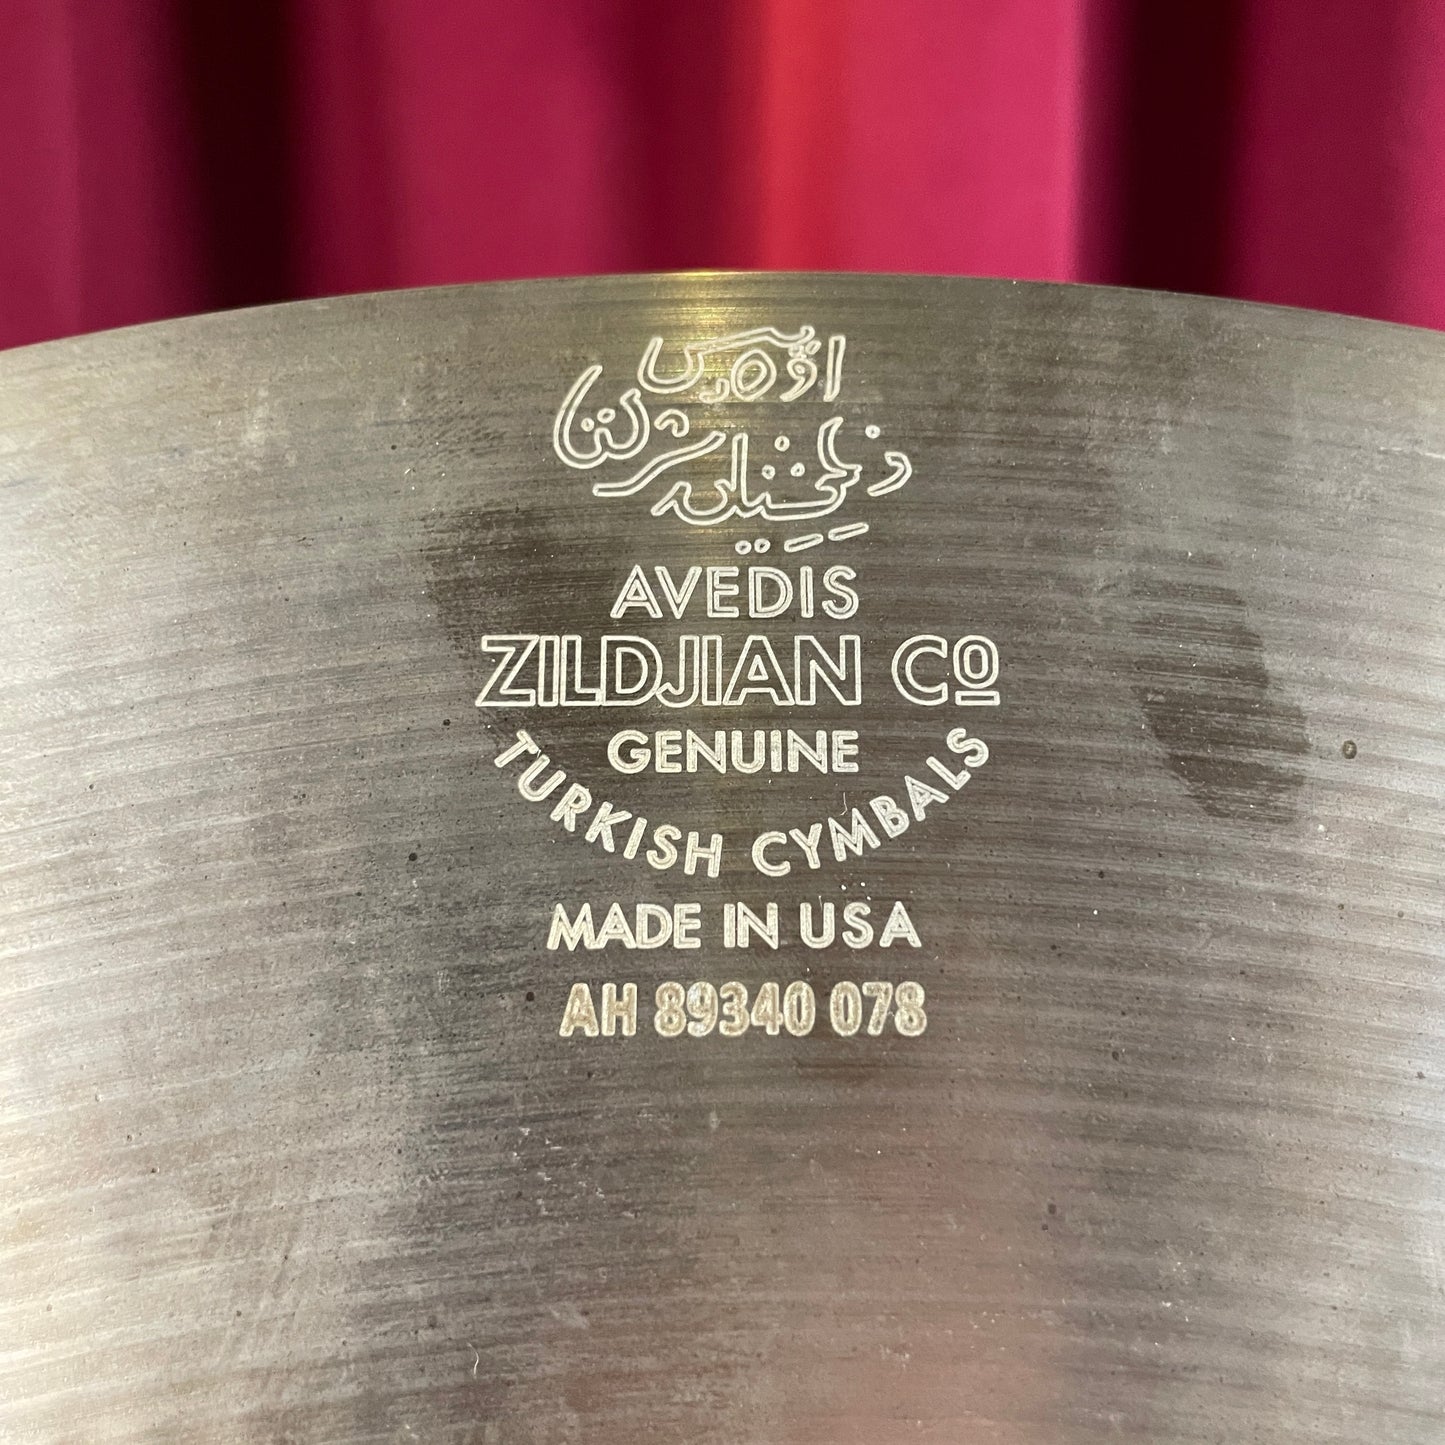 AVEDIS
ZILDJIAN Cº
GENUINE
TURKISH CYMBALS
MADE IN USA
AH 89340 078